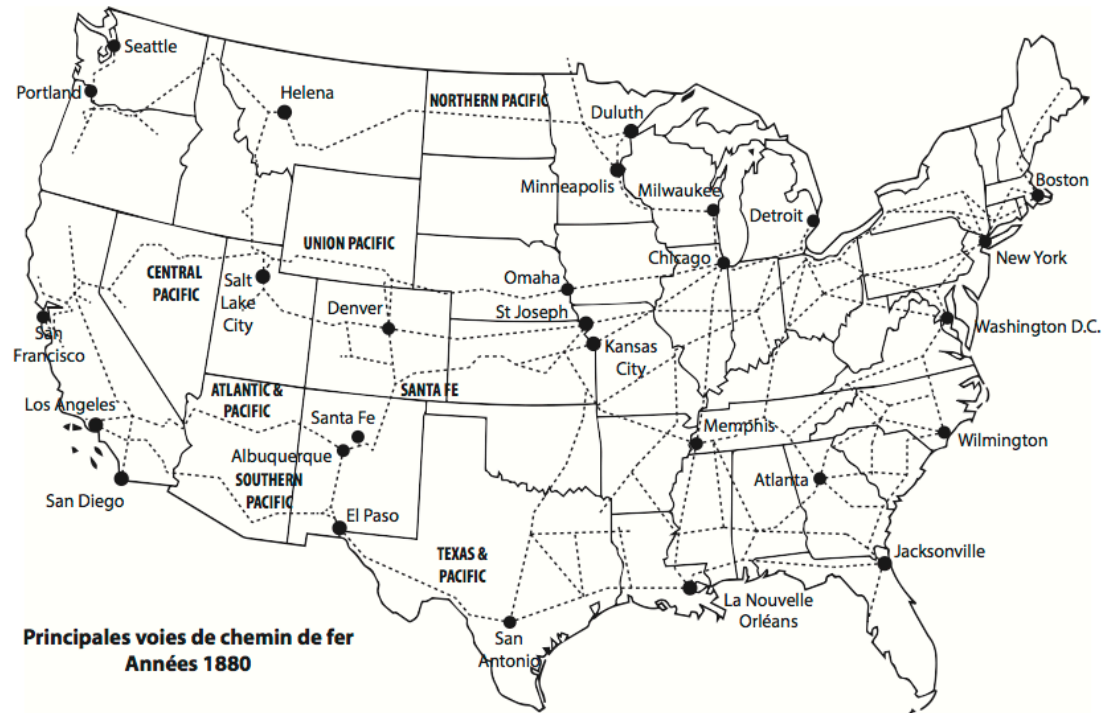 Seattle
Portland
Helena
NORTHERN PACIFIC
Duluth
Minneapolis
Milwaukee
Detroit
Boston
New York
UNION PACIFIC
CENTRAL
PACIFIC
Salt
Lake
City
Denver
Omaha
Chicago
St Joseph
Kansas
City
Washington D.C.
San
Francisco
Los Angeles
San Diego
ATLANTIC &
PACIFIC
SANTA FE
Santa Fe
Albuquerque
SOUTHERN
PACIFIC
El Paso
Memphis
Wilmington
Atlanta
Jacksonville
TEXAS &
PACIFIC
La Nouvelle
Orléans
San
Antonio
Principales voies de chemin de fer
Années 1880